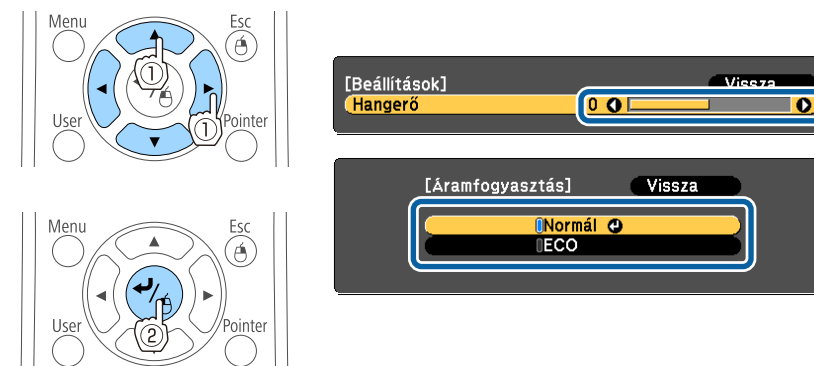 Menu
Esc
1
User
1
Pointer
[Beállítások]
Vissza
Hangerő
0
[Áramfogyasztás]
Vissza
Normál
ECO
Menu
Esc
User
2
Pointer